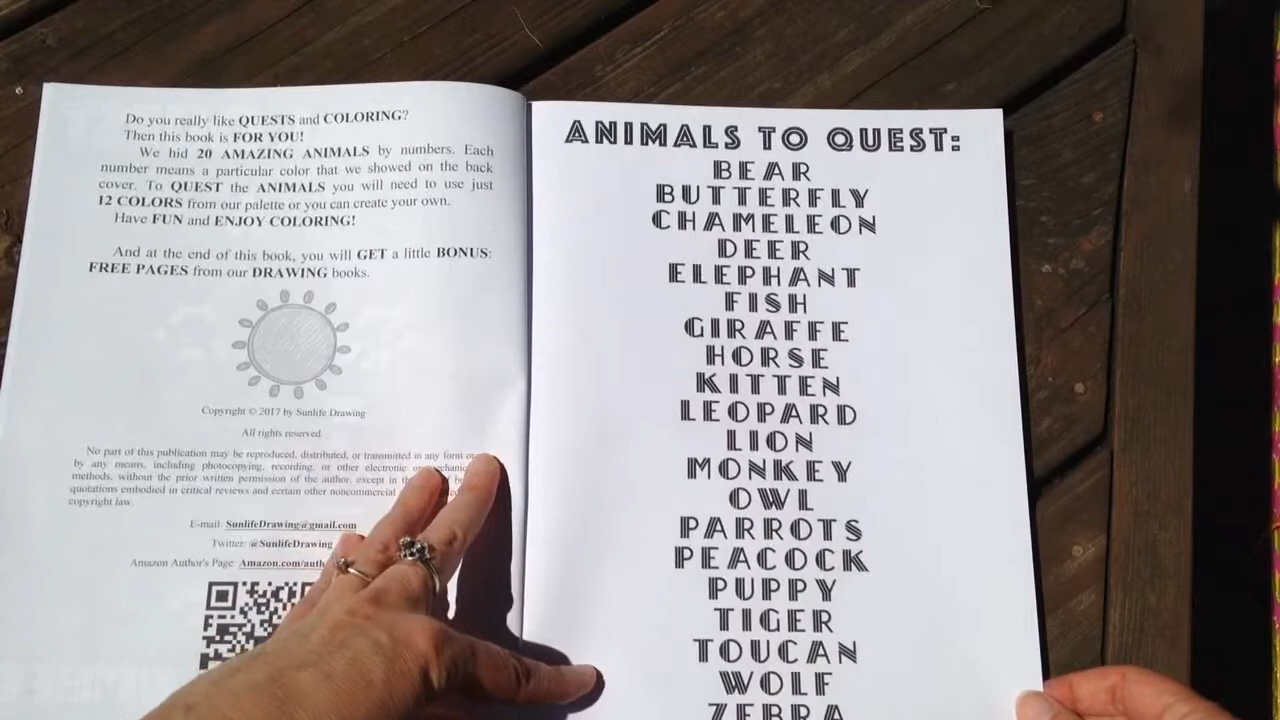 Do you really like QUESTS and COLORING?
Then this book is FOR YOU!
We hid 20 AMAZING ANIMALS by numbers. Each
number means a particular color that we showed on the back
cover. To QUEST the ANIMALS you will need to use just
12 COLORS from our palette or you can create your own.
Have FUN and ENJOY COLORING!
And at the end of this book, you will GET a little BONUS:
FREE PAGES from our DRAWING books.
Copyright © 2017 by Sunlife Drawing
All rights reserved
No part of this publication may be reproduced, distributed, or transmitted in any form
by any means, including photocopying, recording, or other electronic
methods, without the prior written permission of the author, except in
quotations embodied in critical reviews and certain other noncommercial
copyright law.
E-mail: SunlifeDrawing@gmail.com
Twitter: @SunlifeDrawing
Amazon Author's Page: Amazon.com/auth
ANIMALS TO QUEST:
BEAR
BUTTERFLY
CHAMELEON
DEER
ELEPHANT
FISH
GIRAFFE
HORSE
KITTEN
LEOPARD
LION
MONKEY
OWL
PARROTS
PEACOCK
PUPPY
TIGER
TOUCAN
WOLF
ZEBRA